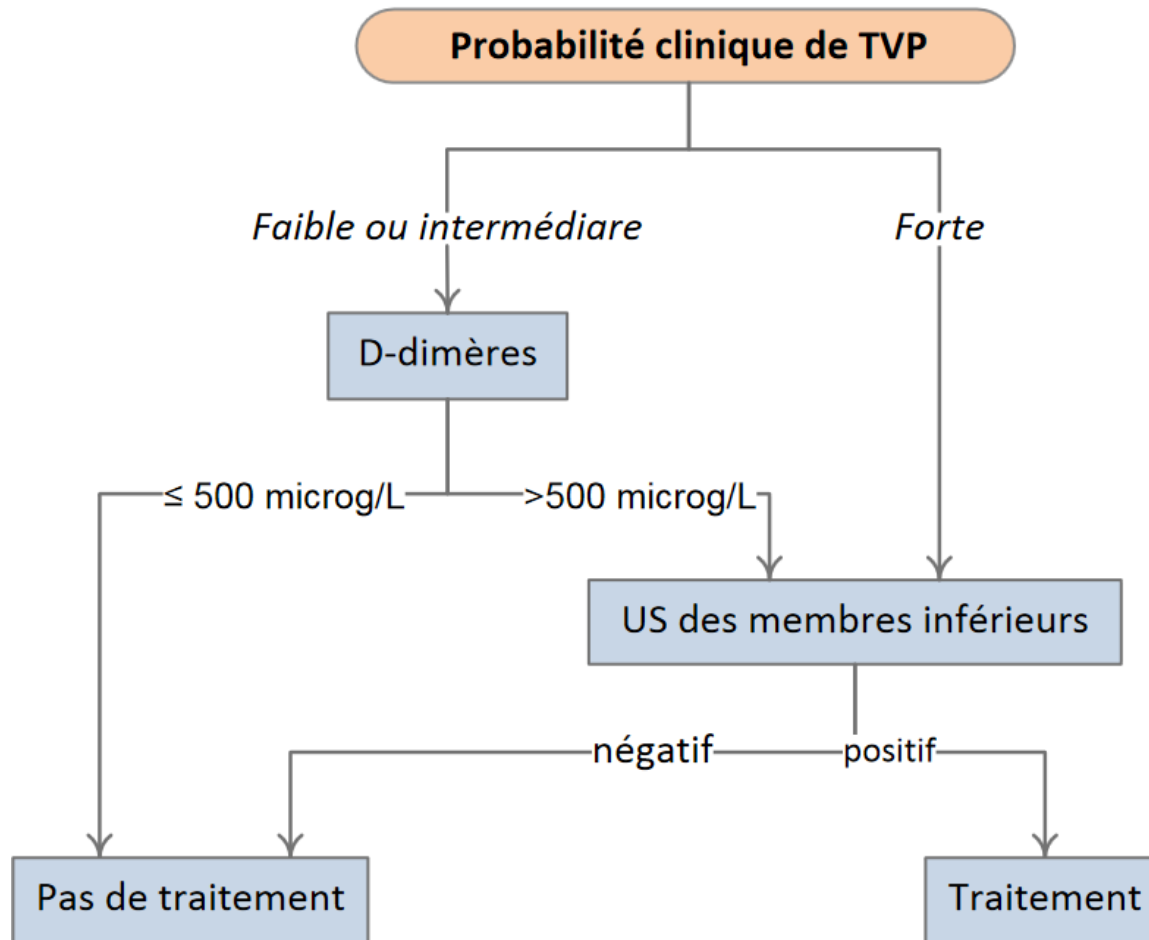 Probabilité clinique de TVP
Faible ou intermédiare
Forte
D-dimères
≤ 500 microg/L
>500 microg/L
US des membres inférieurs
négatif
positif
Pas de traitement
Traitement